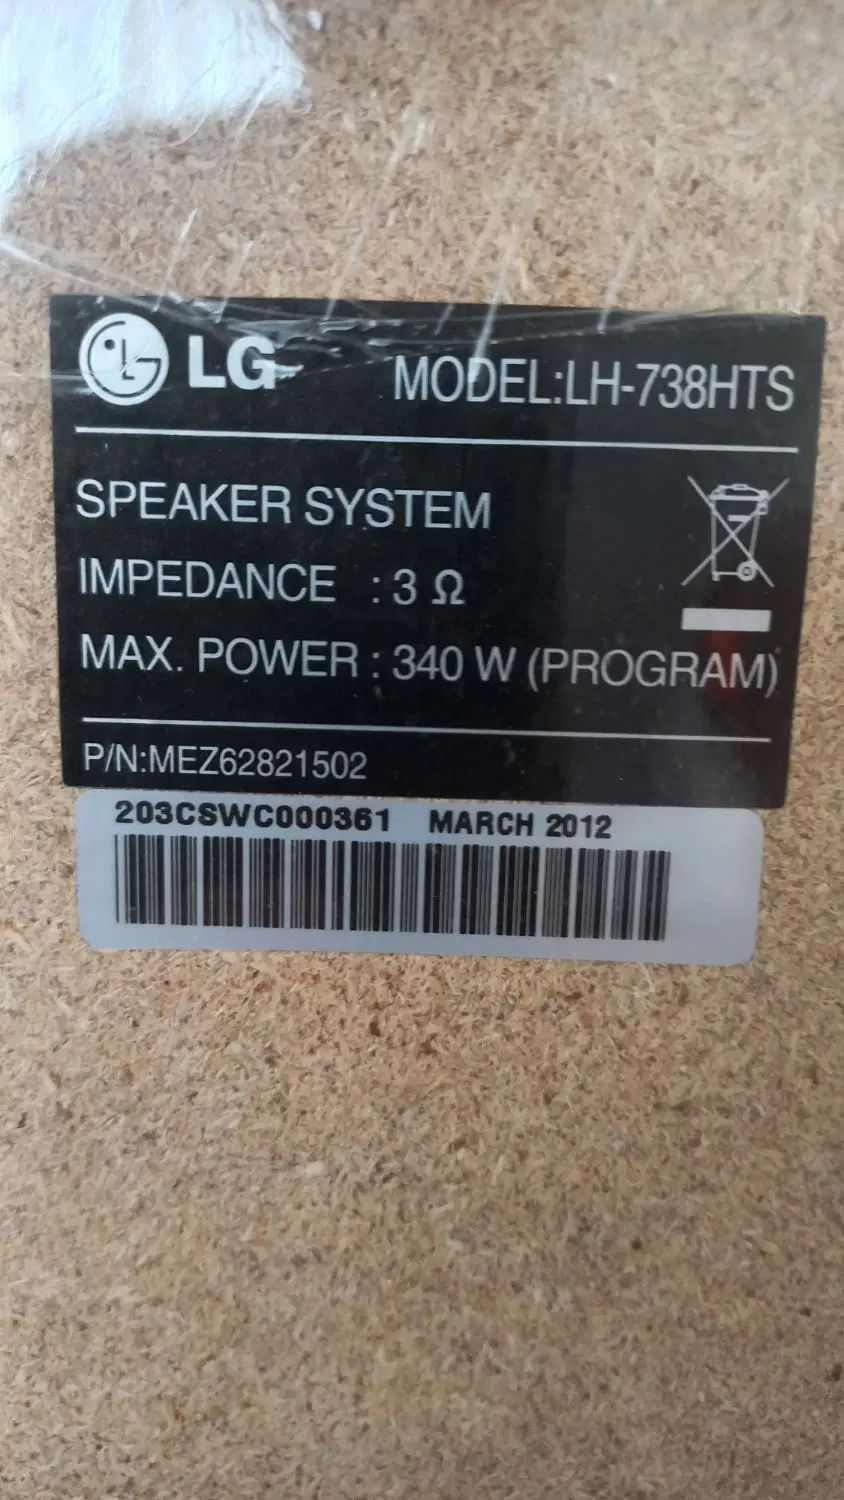 LG MODEL:LH-738HTS
SPEAKER SYSTEM
IMPEDANCE : 3 Ω
MAX. POWER : 340 W (PROGRAM)
P/N:MEZ62821502
203CSWC000361 MARCH 2012